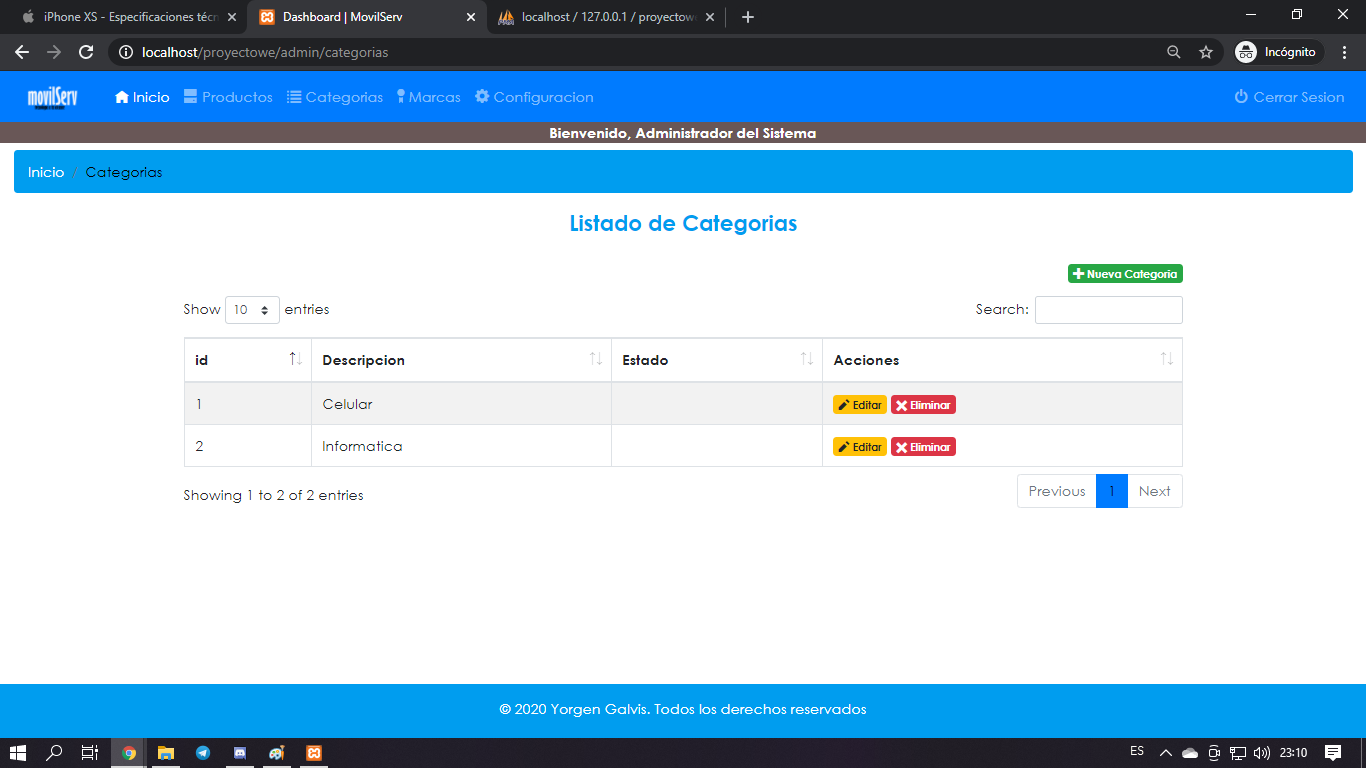 iPhone XS - Especificaciones técn
Dashboard | MovilServ
localhost / 127.0.0.1 / proyectowe
localhost/proyectowe/admin/categorias
Incógnito
movilServ
Inicio
Productos
Categorias
Marcas
Configuracion
Cerrar Sesion
Bienvenido, Administrador del Sistema
Inicio / Categorias
Listado de Categorias
Nueva Categoria
Show 10 entries
Search:
id Descripcion Estado Acciones
1 Celular Editar Eliminar
2 Informatica Editar Eliminar
Showing 1 to 2 of 2 entries
Previous 1 Next
© 2020 Yorgen Galvis. Todos los derechos reservados
ES
23:10